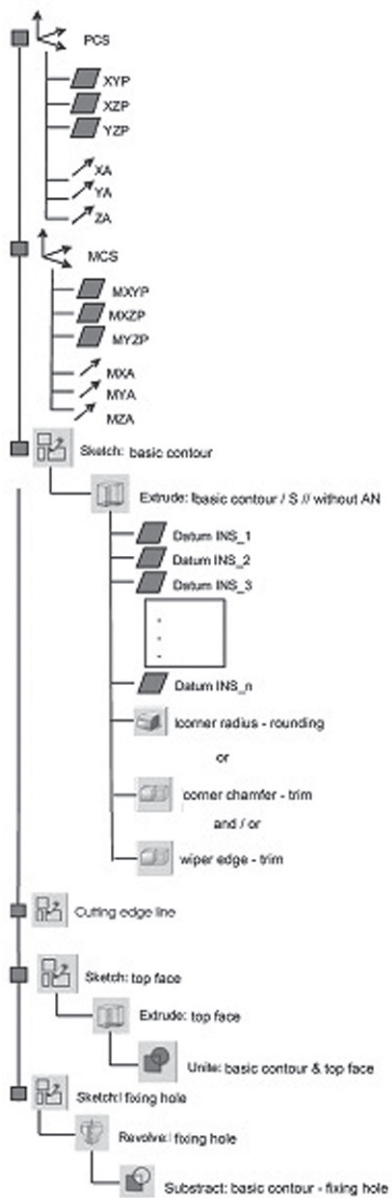 PCS
XYP
XZP
YZP
XA
YA
ZA
MCS
MXYP
MXZP
MYZP
MXA
MYA
MZA
Sketch: basic contour
Extrude: lbasic contour / S // without AN
Datum INS_1
Datum INS_2
Datum INS_3
Datum INS_n
lcorner radius - rounding
or
corner chamfer - trim
and / or
wiper edge - trim
Cutting edge line
Sketch: top face
Extrude: top face
Unite: basic contour & top face
Sketch:l fixing hole
Revolve:l fixing hole
Substract: basic contour - fixing hole